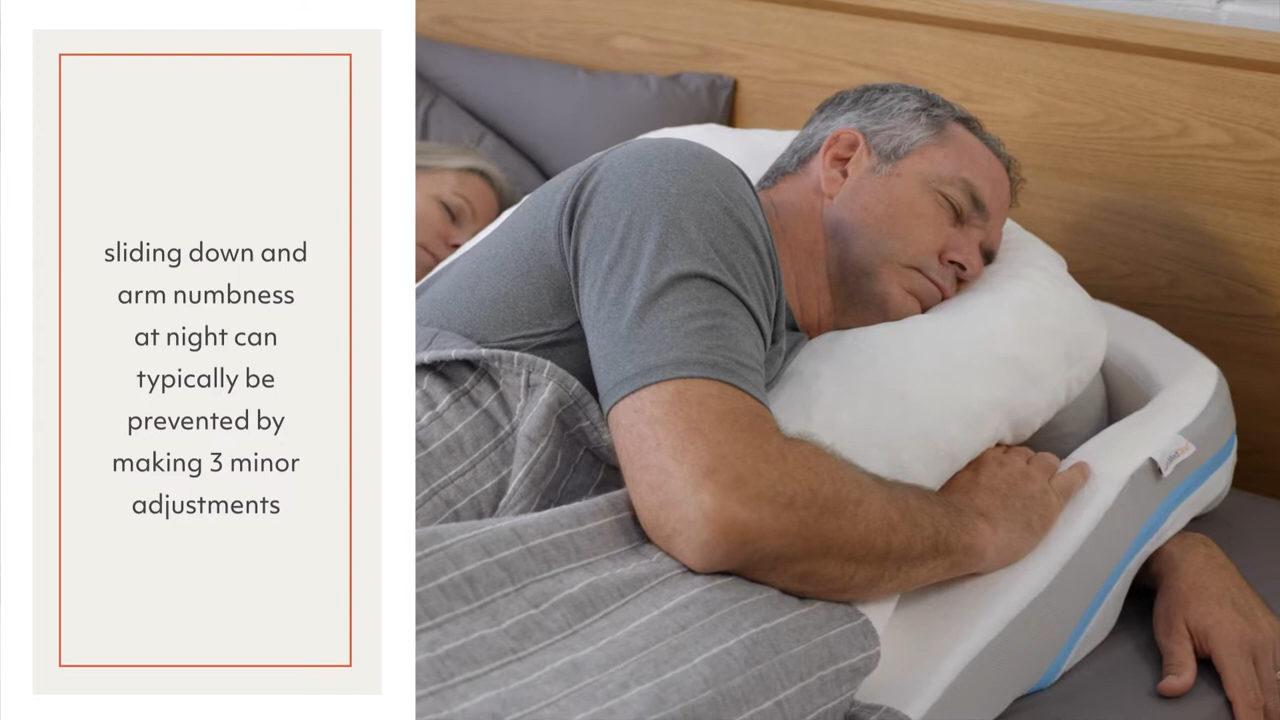 sliding down and
arm numbness
at night can
typically be
prevented by
making 3 minor
adjustments